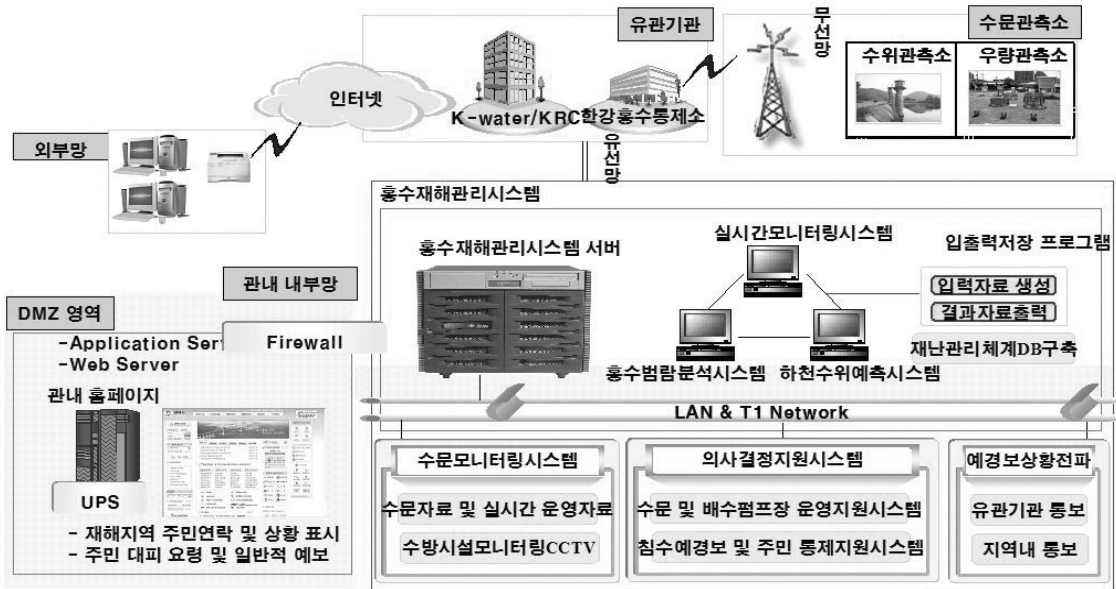 유관기관
무선망
수문관측소
수위관측소
우량관측소
인터넷
K-water/KRC
한강홍수통제소
외부망
유선망
홍수재해관리시스템
홍수재해관리시스템 서버
실시간모니터링시스템
입출력저장 프로그램
관내 내부망
입력자료 생성
결과자료출력
DMZ 영역
-Application Serv
Firewall
-Web Server
재난관리체계DB구축
홍수범람분석시스템
하천수위예측시스템
관내 홈페이지
LAN & T1 Network
수문모니터링시스템
의사결정지원시스템
예경보상황전파
UPS
수문자료 및 실시간 운영자료
수문 및 배수펌프장 운영지원시스템
유관기관 통보
- 재해지역 주민연락 및 상황 표시
수방시설모니터링CCTV
침수예경보 및 주민 통제지원시스템
지역내 통보
- 주민 대피 요령 및 일반적 예보